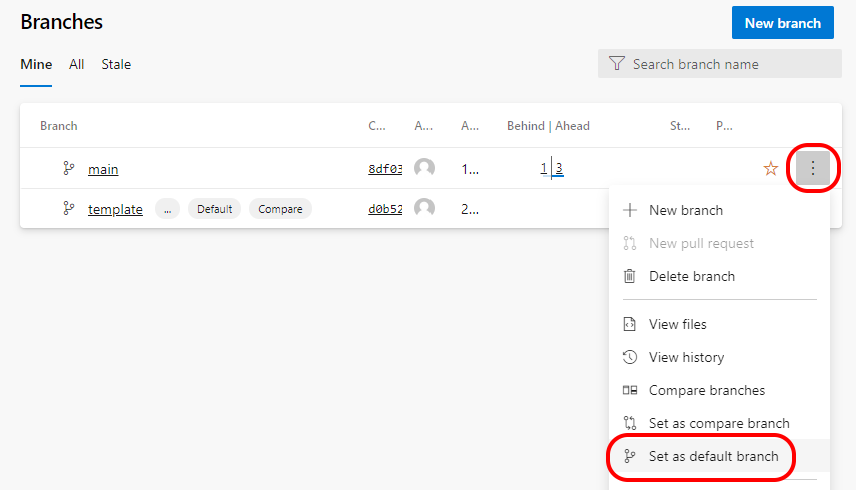 Branches
New branch
Mine All Stale
Search branch name
Branch C... A... A... Behind | Ahead St... P...
main 8df03 1... 1 3
template ... Default Compare d0b52 2...
New branch
New pull request
Delete branch
View files
View history
Compare branches
Set as compare branch
Set as default branch